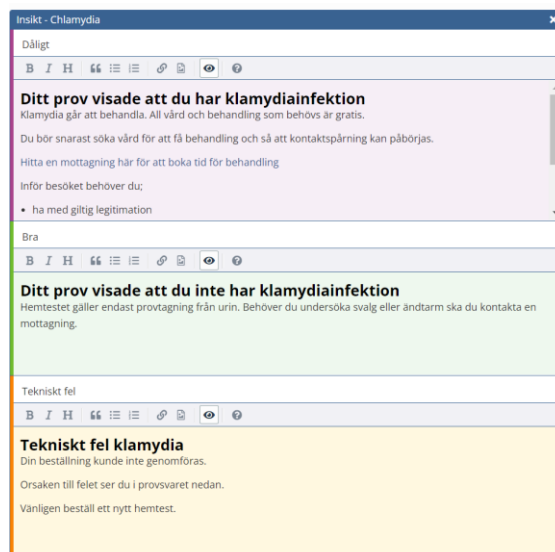 Insikt - Chlamydia
Dåligt
B I H
Ditt prov visade att du har klamydiainfektion
Klamydia går att behandla. All vård och behandling som behövs är gratis.
Du bör snarast söka vård för att få behandling och så att kontaktspårning kan påbörjas.
Hitta en mottagning här för att boka tid för behandling
Inför besöket behöver du;
• ha med giltig legitimation
Bra
B I H
Ditt prov visade att du inte har klamydiainfektion
Hemtestet gäller endast provtagning från urin. Behöver du undersöka svalg eller ändtarm ska du kontakta en
mottagning.
Tekniskt fel
B I H
Tekniskt fel klamydia
Din beställning kunde inte genomföras.
Orsaken till felet ser du i provsvaret nedan.
Vänligen beställ ett nytt hemtest.